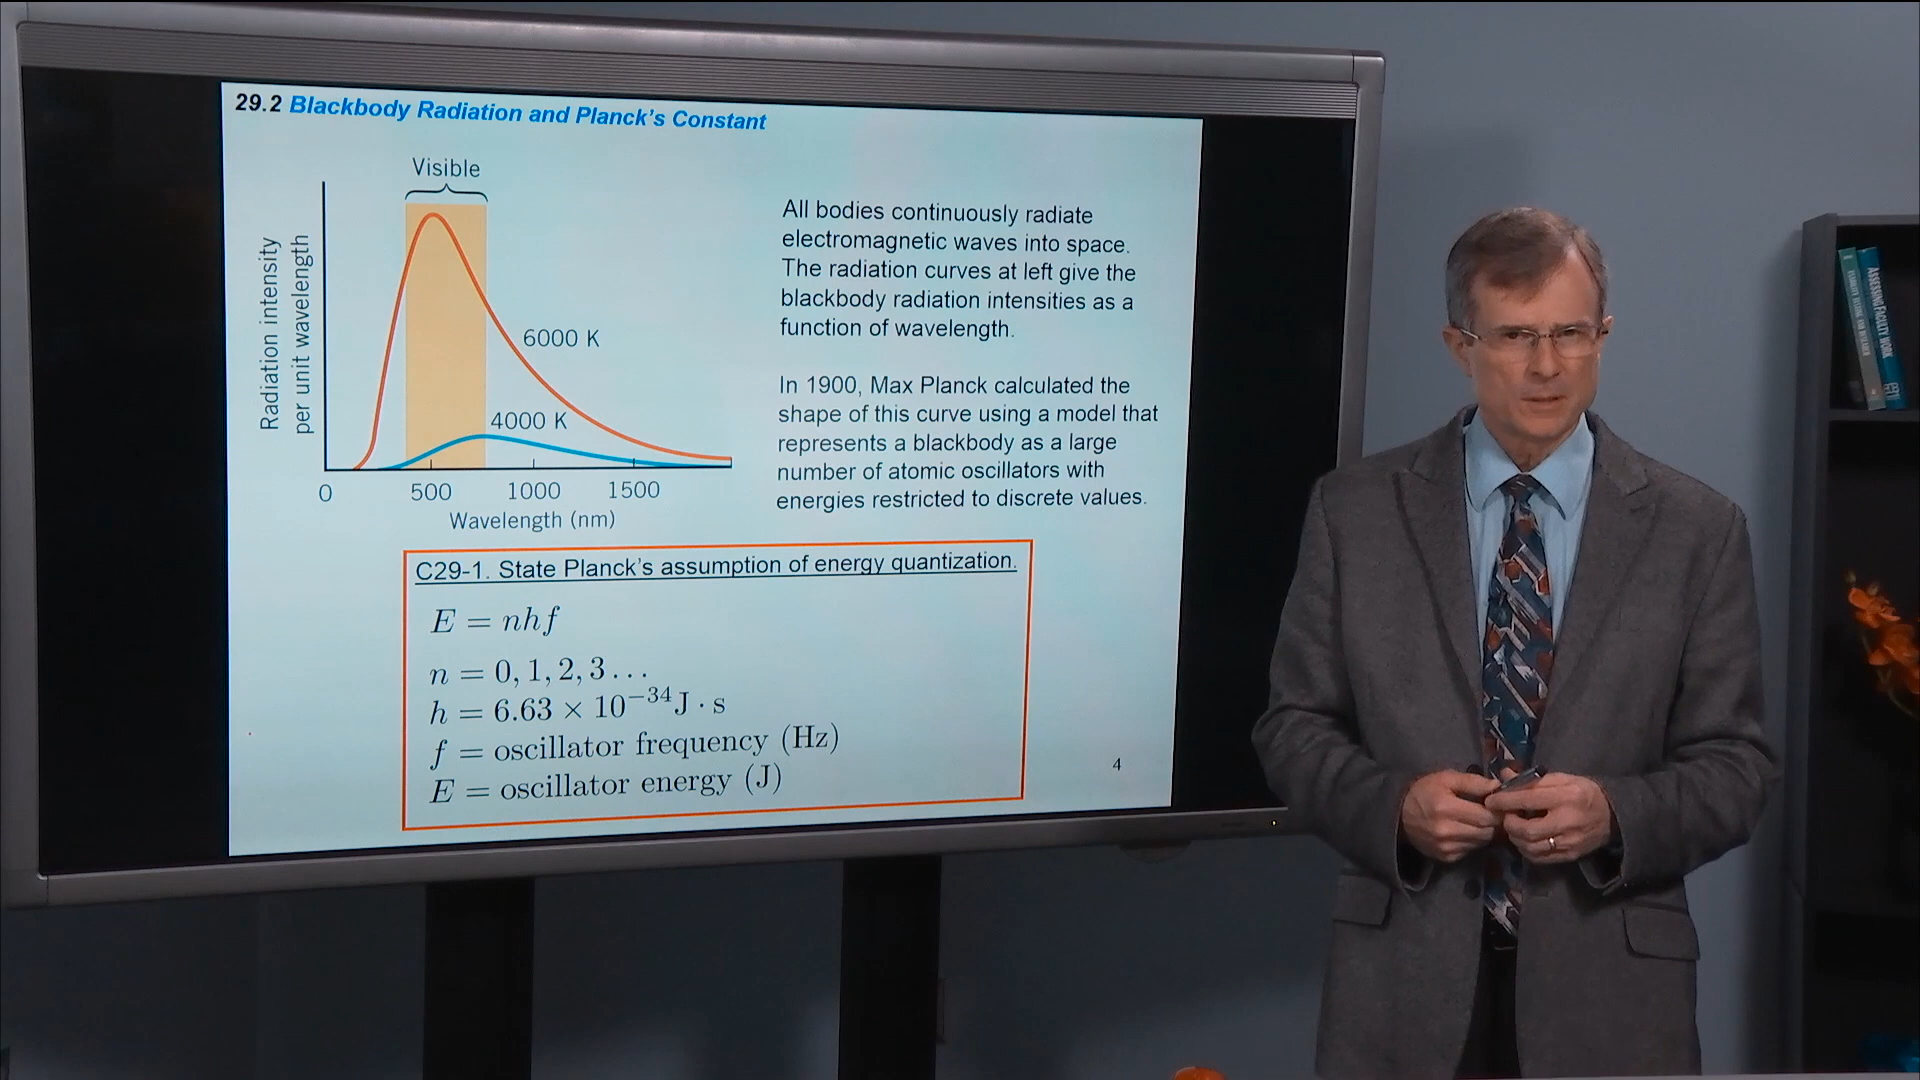 29.2 Blackbody Radiation and Planck's Constant
Visible
Radiation intensity
per unit wavelength
6000 K
4000 K
0 500 1000 1500
Wavelength (nm)
All bodies continuously radiate
electromagnetic waves into space.
The radiation curves at left give the
blackbody radiation intensities as a
function of wavelength.
In 1900, Max Planck calculated the
shape of this curve using a model that
represents a blackbody as a large
number of atomic oscillators with
energies restricted to discrete values.
C29-1. State Planck's assumption of energy quantization.
E = nhf
n = 0, 1, 2, 3 . . .
h = 6.63 × 10⁻³⁴ J · s
f = oscillator frequency (Hz)
E = oscillator energy (J)
4
ASSESSING FACULTY WORK